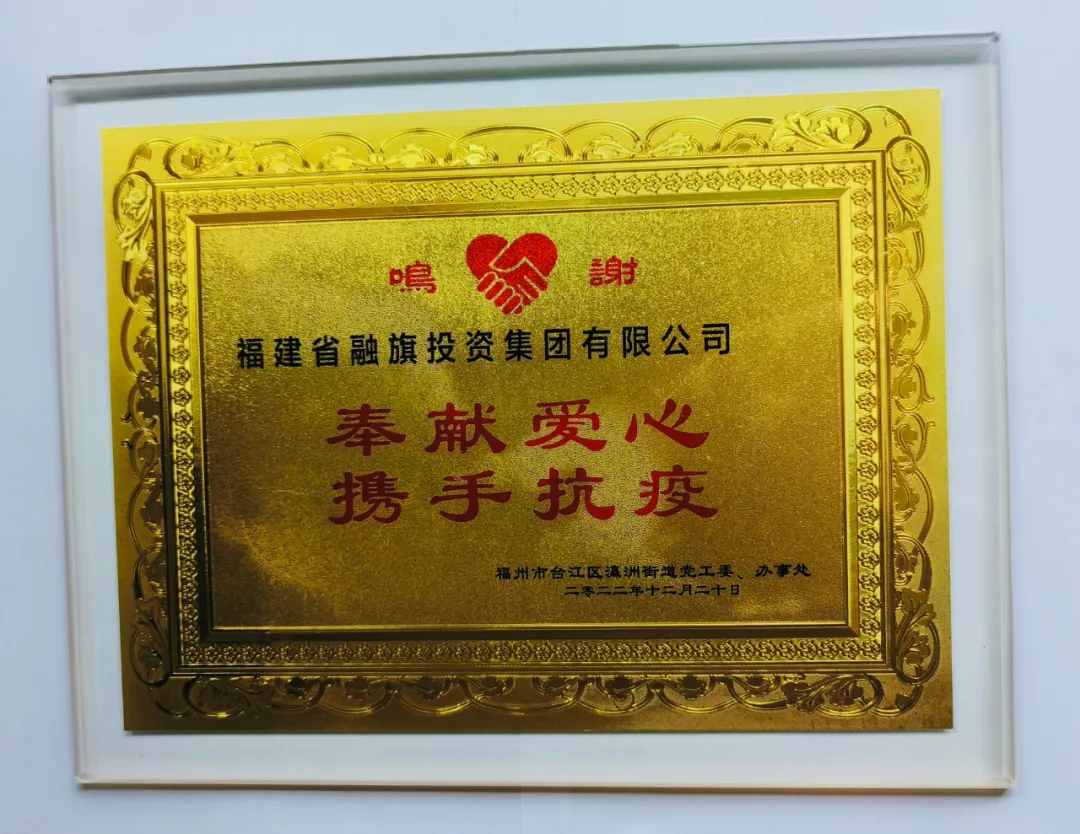 鳴 謝
福建省融旗投资集团有限公司
奉献爱心
携手抗疫
福州市台江区瀛洲街道党工委、办事处
二零二二年十二月二十日